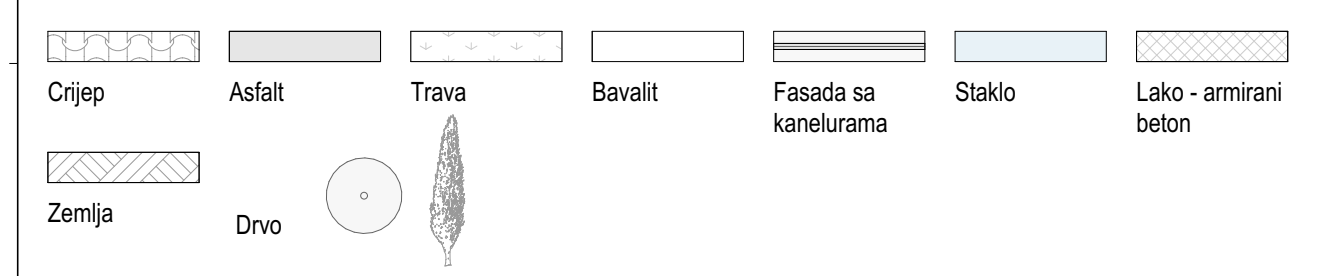 Crijep
Asfalt
Trava
Bavalit
Fasada sa
kanelurama
Staklo
Lako - armirani
beton
Zemlja
Drvo